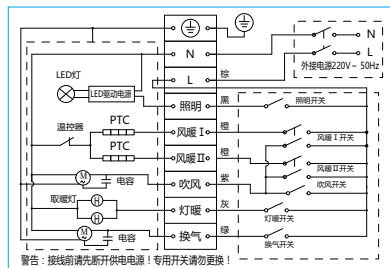 N
N
L
L
棕
外接电源220V~ 50Hz
LED灯
LED驱动电源
照明
黑
照明开关
温控器
PTC
风暖Ⅰ
橙
风暖Ⅰ开关
PTC
风暖Ⅱ
橙
风暖Ⅱ开关
M
电容
吹风
紫
吹风开关
取暖灯
H
H
灯暖
灰
灯暖开关
M
电容
换气
绿
换气开关
警告：接线前请先断开供电电源！专用开关请勿更换！